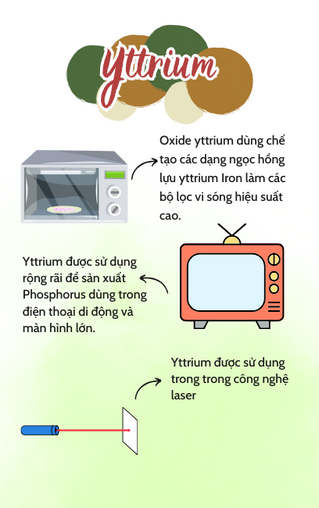 Yttrium
Oxide yttrium dùng chế
tạo các dạng ngọc hồng
lựu yttrium Iron làm các
bộ lọc vi sóng hiệu suất
cao.
Yttrium được sử dụng
rộng rãi để sản xuất
Phosphorus dùng trong
điện thoại di động và
màn hình lớn.
Yttrium được sử dụng
trong trong công nghệ
laser